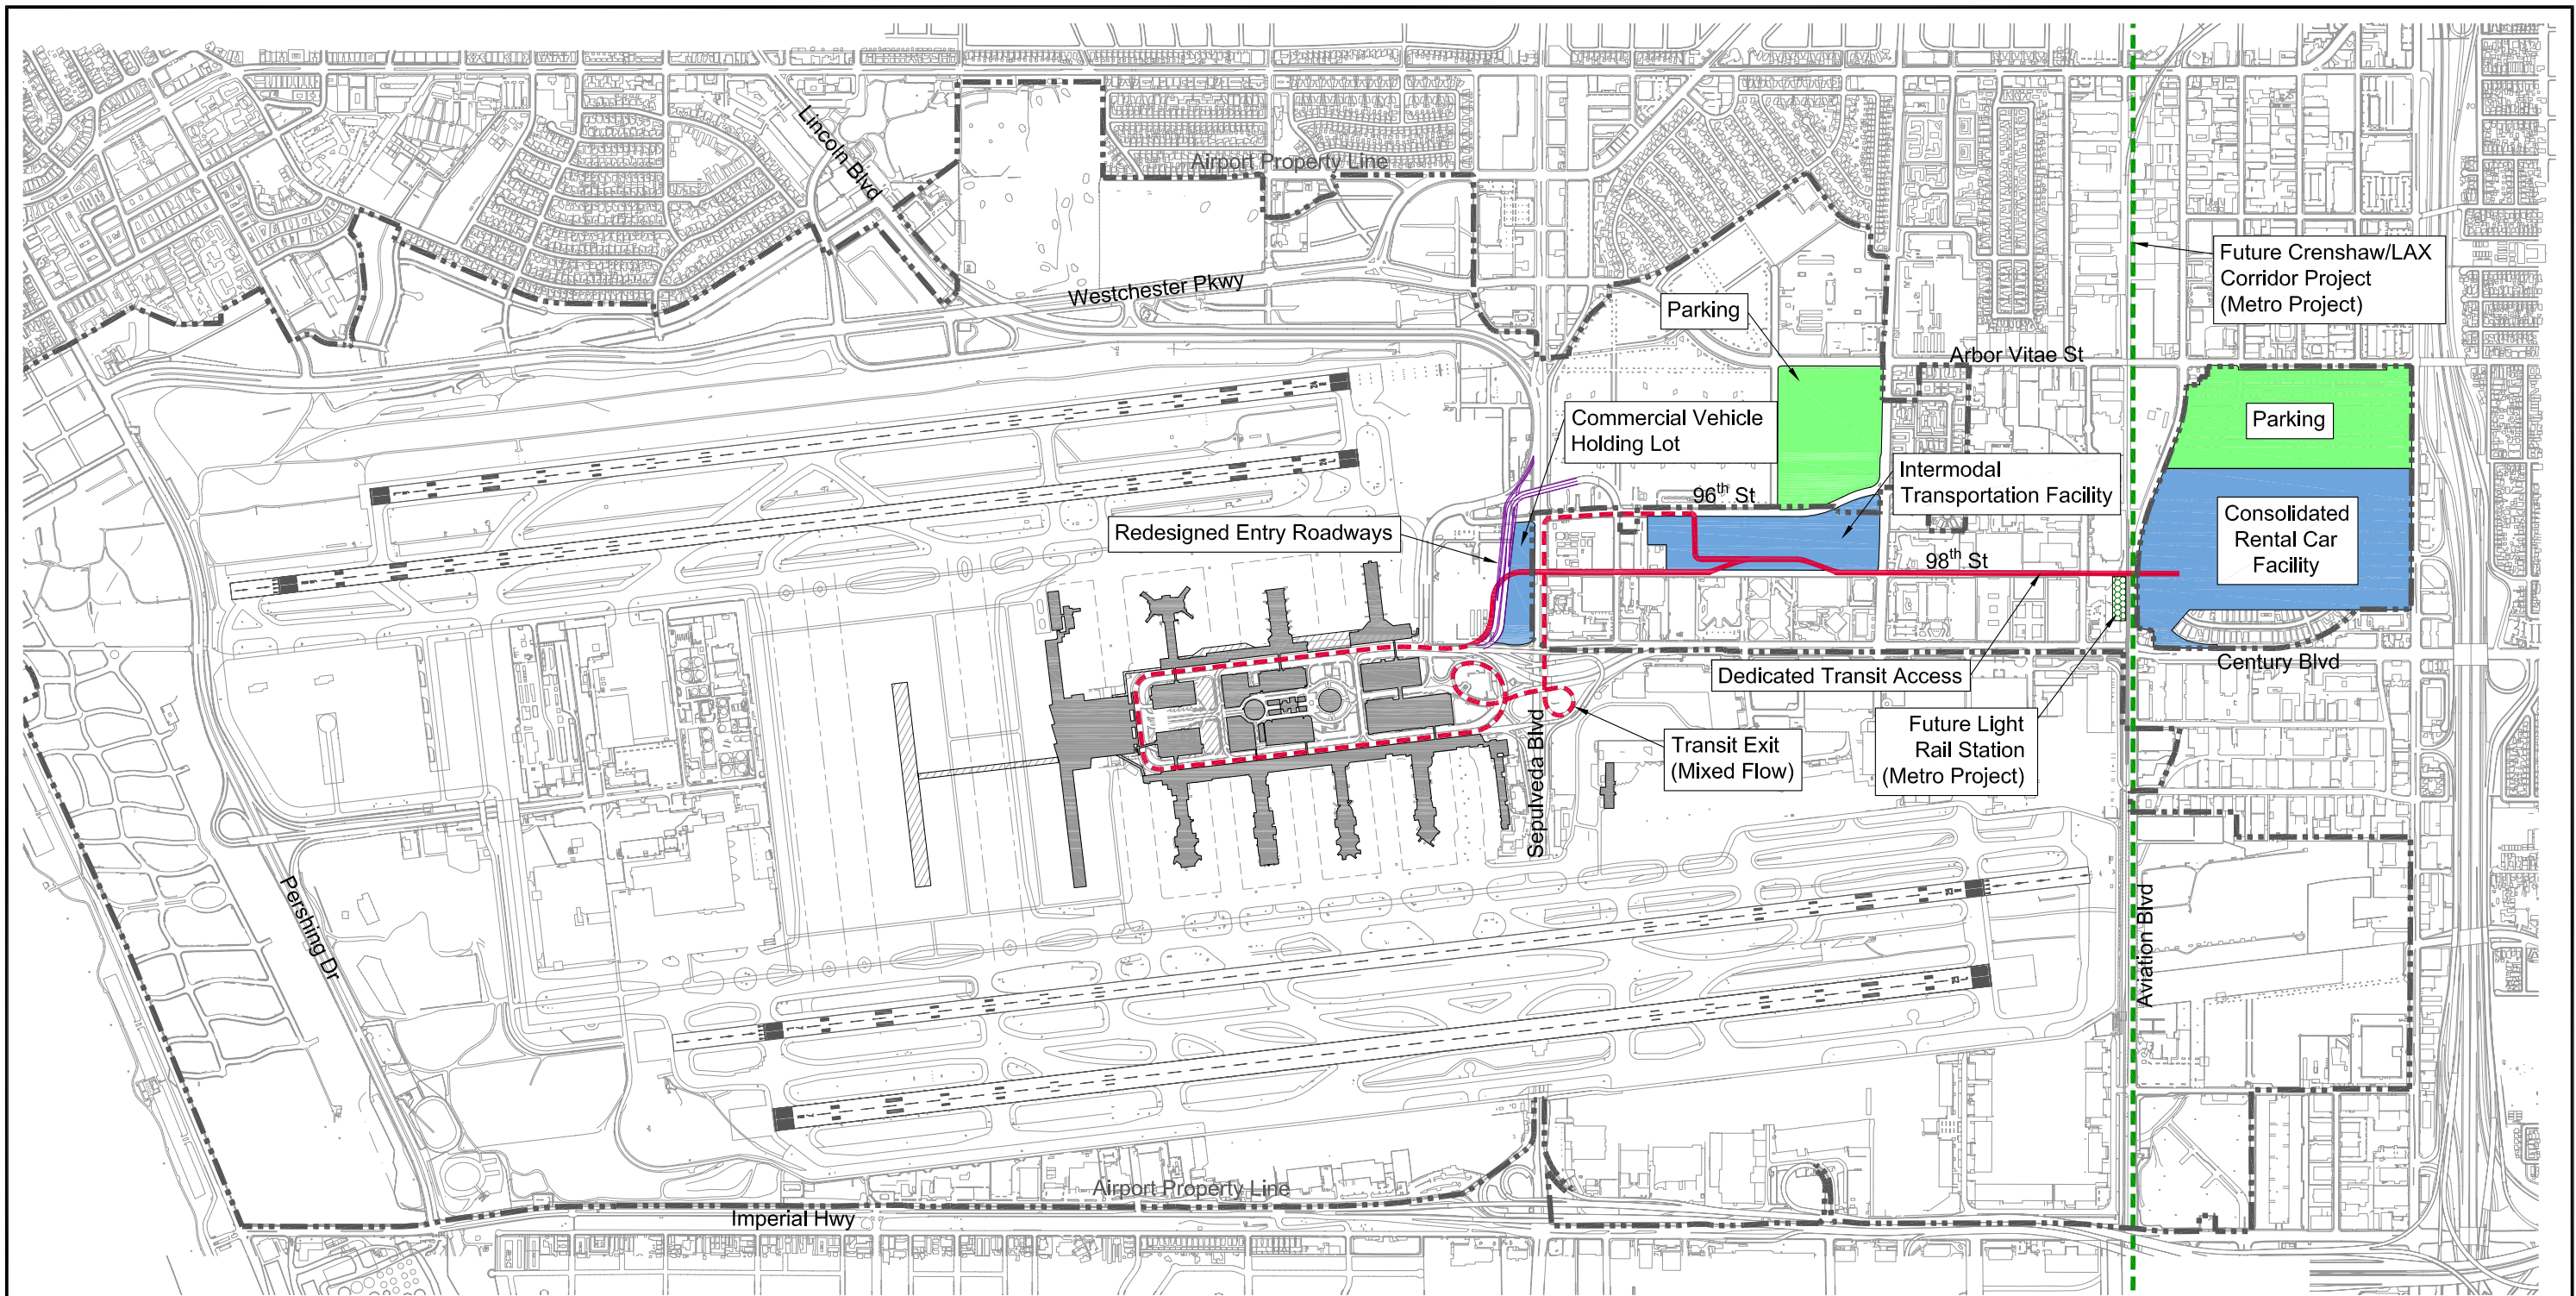 Lincoln Blvd
Airport Property Line
Westchester Pkwy
Future Crenshaw/LAX
Corridor Project
(Metro Project)
Parking
Arbor Vitae St
Commercial Vehicle
Holding Lot
Parking
Intermodal
Transportation Facility
96th St
Redesigned Entry Roadways
Consolidated
Rental Car
Facility
98th St
Century Blvd
Dedicated Transit Access
Future Light
Rail Station
(Metro Project)
Transit Exit
(Mixed Flow)
Sepulveda Blvd
Pershing Dr
Aviation Blvd
Airport Property Line
Imperial Hwy